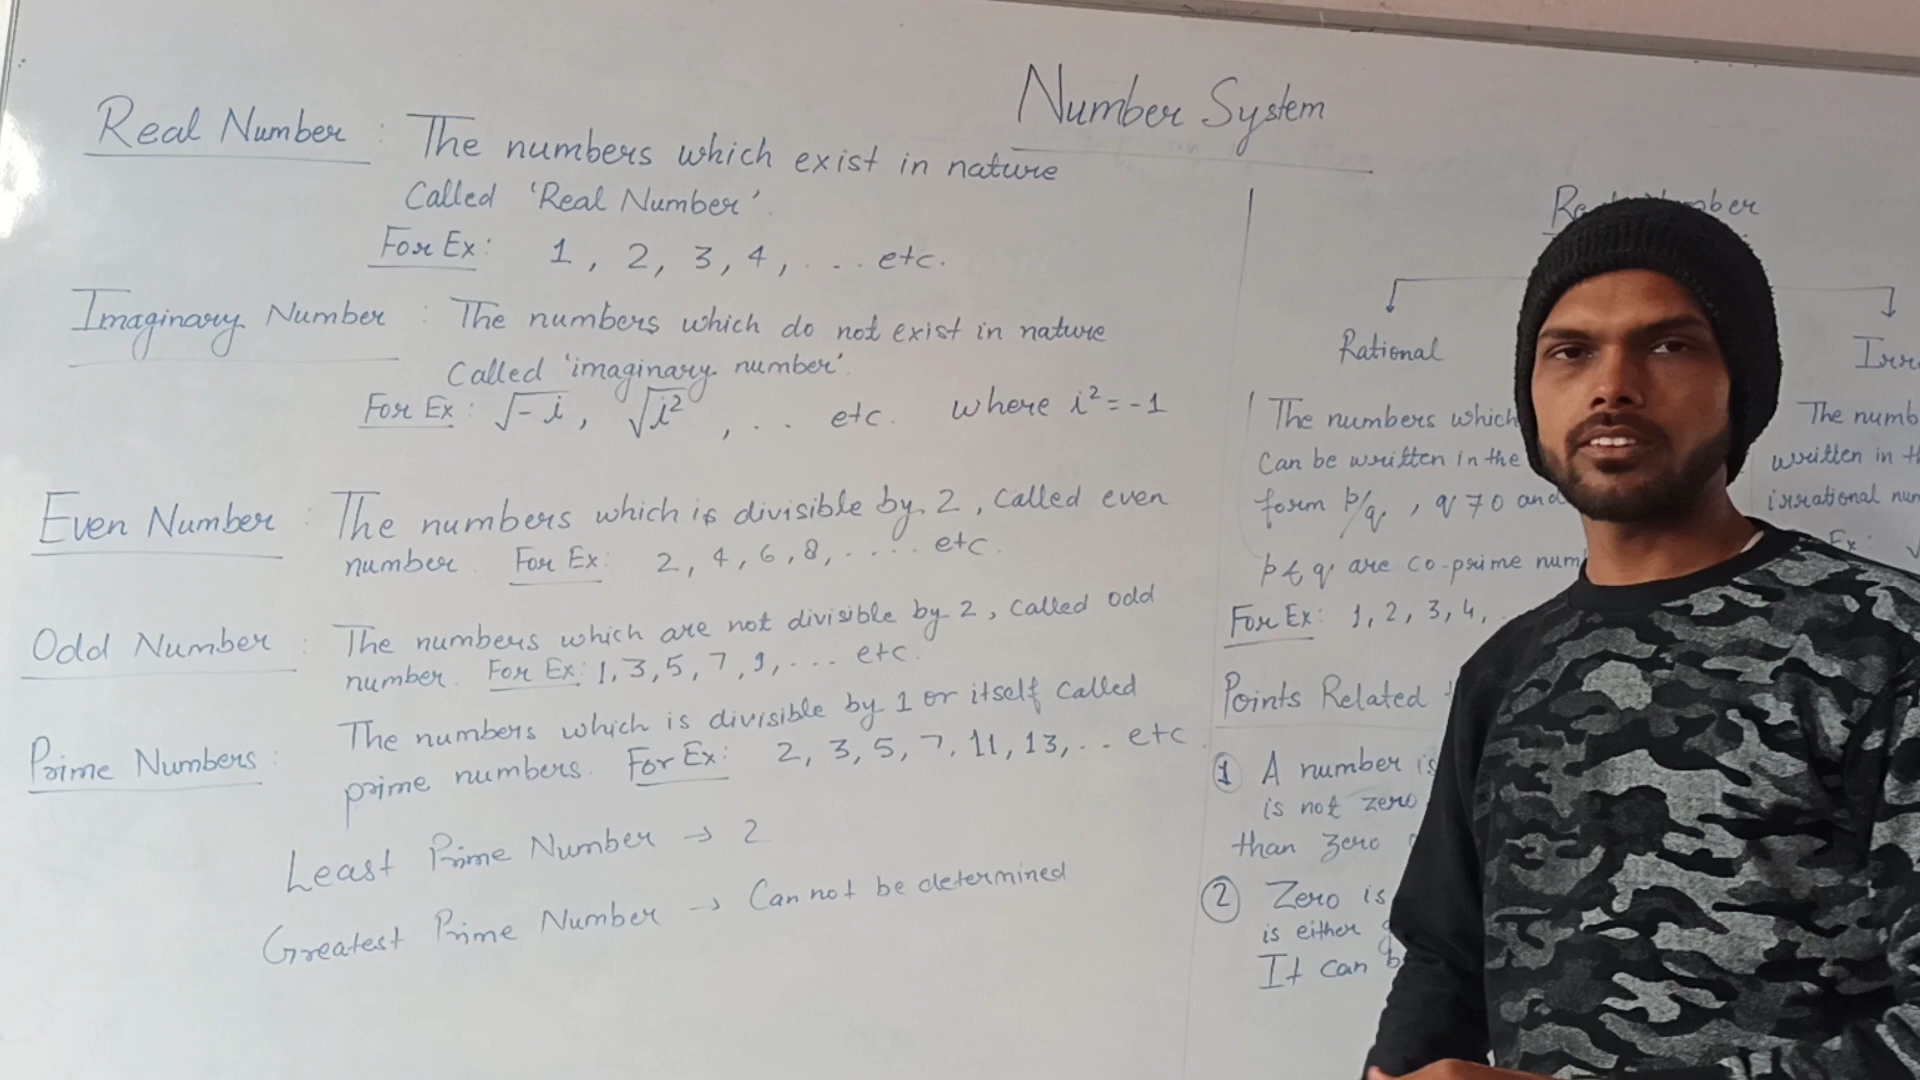 Number System
Real Number : The numbers which exist in nature
Called 'Real Number'.
For Ex: 1, 2, 3, 4, . . . etc.
Imaginary Number : The numbers which do not exist in nature
Called 'imaginary number'.
For Ex: √-i, √i², . . . etc. where i² = -1
Even Number : The numbers which is divisible by 2, called even
number. For Ex: 2, 4, 6, 8, . . . . etc.
Odd Number : The numbers which are not divisible by 2, called odd
number. For Ex: 1, 3, 5, 7, 9, . . . etc.
Prime Numbers : The numbers which is divisible by 1 or itself called
prime numbers. For Ex: 2, 3, 5, 7, 11, 13, . . etc.
Least Prime Number → 2
Greatest Prime Number → Can not be determined
Rational
The numbers which
Can be written in the
form p/q, q ≠ 0 and
p & q are co-prime
For Ex: 1, 2, 3, 4,
Points Related
① A number is
is not zero
than zero
② Zero is
is either
It can
The
written in
irrational
Ex: